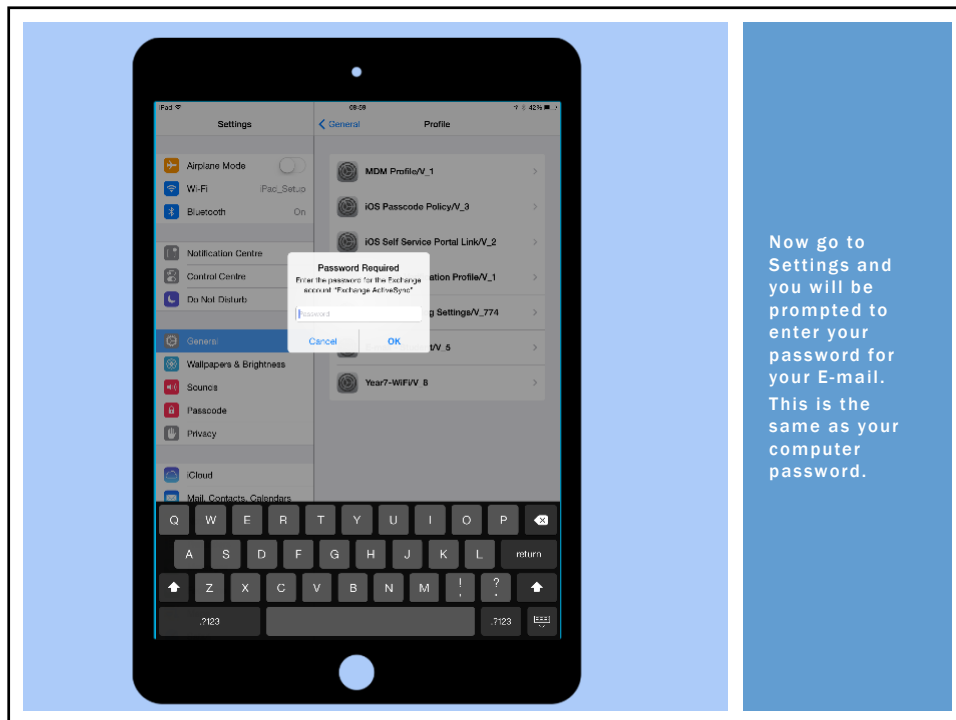 iPad 08:58 42%
Settings
General Profile
Airplane Mode
Wi-Fi iPad_Setup
Bluetooth On
Notification Centre
Control Centre
Do Not Disturb
General
Wallpapers & Brightness
Sounds
Passcode
Privacy
iCloud
Mail, Contacts, Calendars
MDM Profile/V_1
iOS Passcode Policy/V_3
iOS Self Service Portal Link/V_2
ation Profile/V_1
g Settings/V_774
t/V_5
Year7-WiFi/V_8
Password Required
Enter the password for the Exchange
account "Exchange ActiveSync"
Password
Cancel OK
Q W E R T Y U I O P
A S D F G H J K L return
Z X C V B N M ! , ? .
.?123 .?123
Now go to
Settings and
you will be
prompted to
enter your
password for
your E-mail.
This is the
same as your
computer
password.